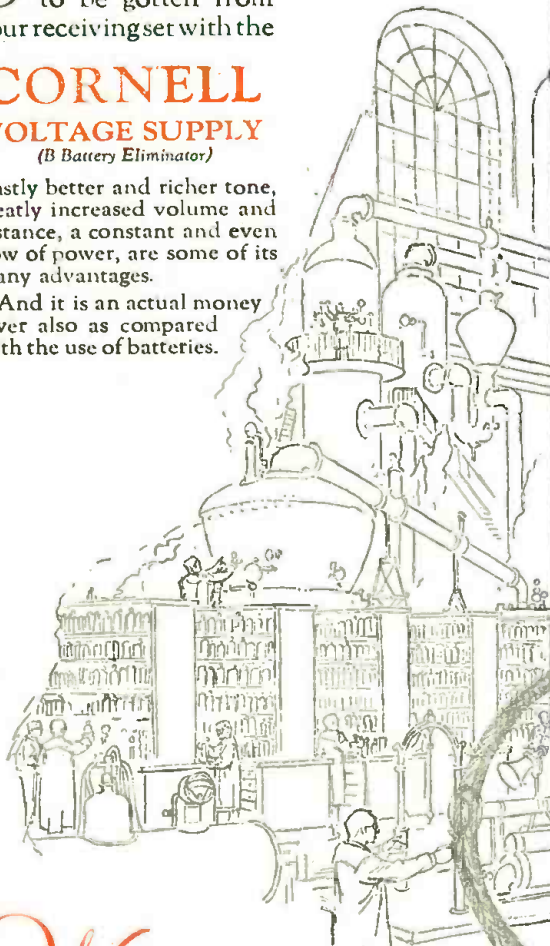 to be gotten from
our receiving set with the
CORNELL
VOLTAGE SUPPLY
(B Battery Eliminator)
astly better and richer tone,
eatly increased volume and
stance, a constant and even
ow of power, are some of its
any advantages.
And it is an actual money
ver also as compared
th the use of batteries.